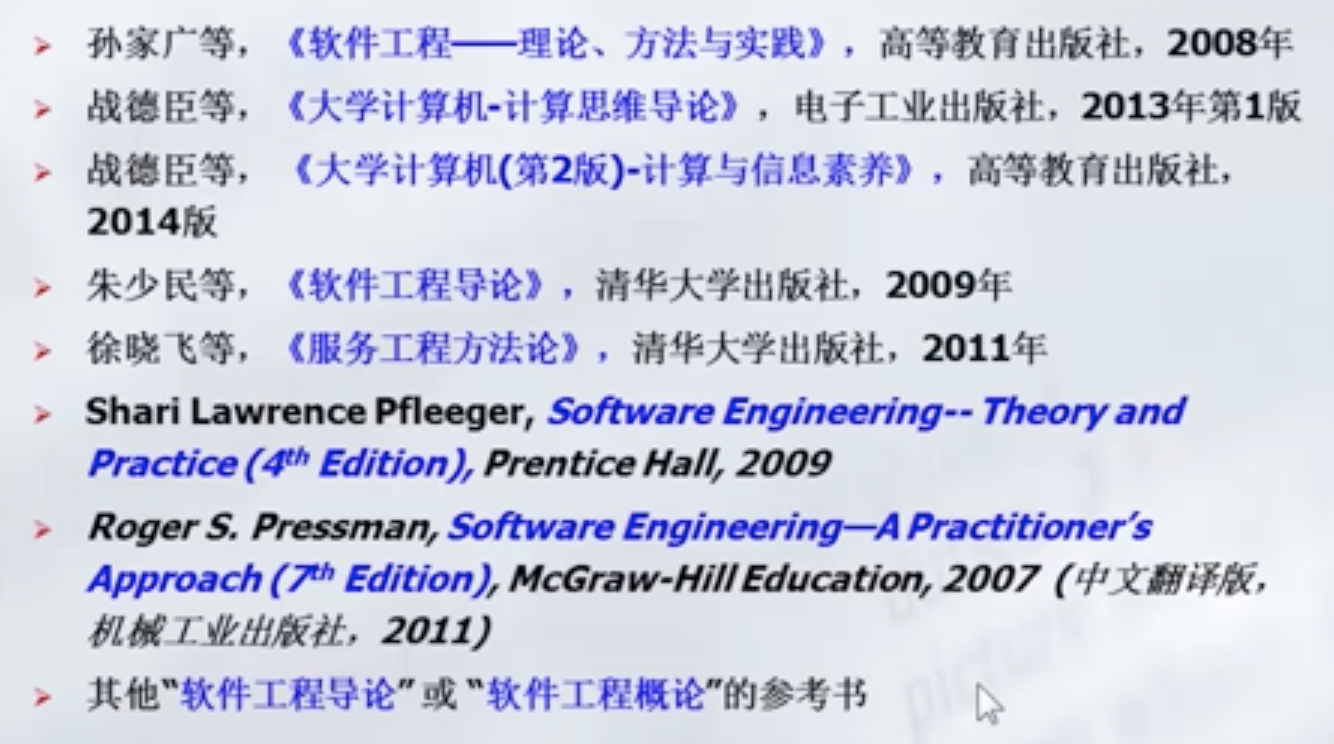 孙家广等，《软件工程——理论、方法与实践》，高等教育出版社，2008年
战德臣等，《大学计算机-计算思维导论》，电子工业出版社，2013年第1版
战德臣等，《大学计算机(第2版)-计算与信息素养》，高等教育出版社，
2014版
朱少民等，《软件工程导论》，清华大学出版社，2009年
徐晓飞等，《服务工程方法论》，清华大学出版社，2011年
Shari Lawrence Pfleeger, Software Engineering-- Theory and
Practice (4th Edition), Prentice Hall, 2009
Roger S. Pressman, Software Engineering—A Practitioner’s
Approach (7th Edition), McGraw-Hill Education, 2007 (中文翻译版，
机械工业出版社，2011)
其他“软件工程导论”或“软件工程概论”的参考书